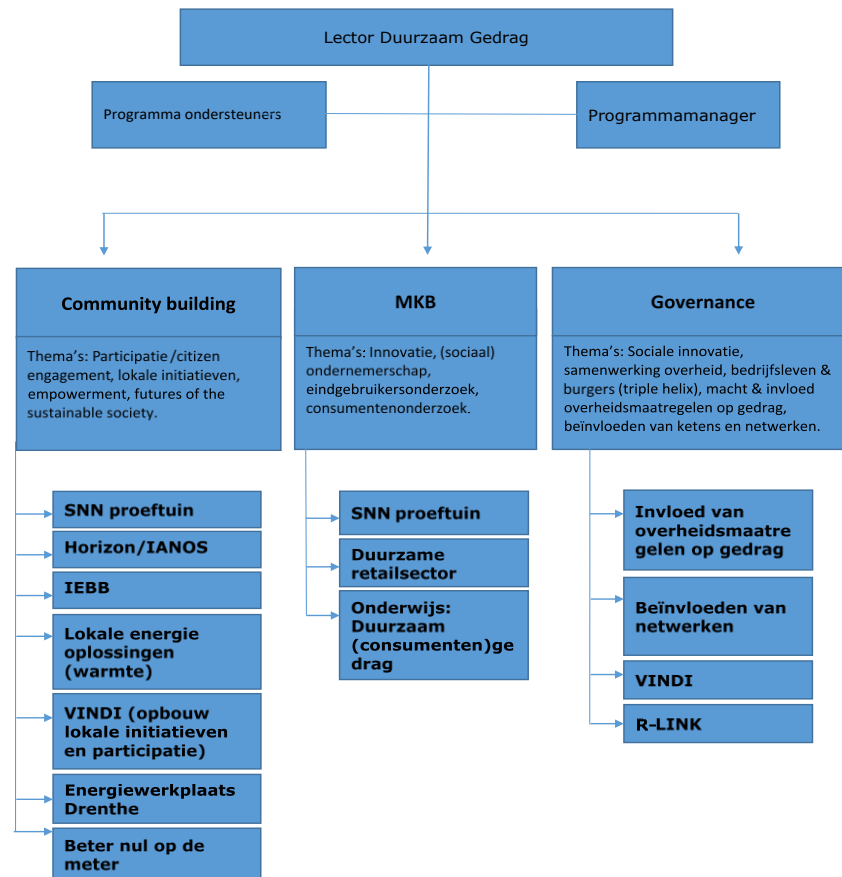 Lector Duurzaam Gedrag
Programma ondersteuners
Programmamanager
Community building
Thema's: Participatie/citizen
engagement, lokale initiatieven,
empowerment, futures of the
sustainable society.
SNN proeftuin
Horizon/IANOS
IEBB
Lokale energie
oplossingen
(warmte)
VINDI (opbouw
lokale initiatieven
en participatie)
Energiewerkplaats
Drenthe
Beter nul op de
meter
MKB
Thema's: Innovatie, (sociaal)
ondernemerschap,
eindgebruikersonderzoek,
consumentenonderzoek.
SNN proeftuin
Duurzame
retailsector
Onderwijs:
Duurzaam
(consumenten)ge
drag
Governance
Thema's: Sociale innovatie,
samenwerking overheid, bedrijfsleven &
burgers (triple helix), macht & invloed
overheidsmaatregelen op gedrag,
beïnvloeden van ketens en netwerken.
Invloed van
overheidsmaatre
gelen op gedrag
Beïnvloeden van
netwerken
VINDI
R-LINK